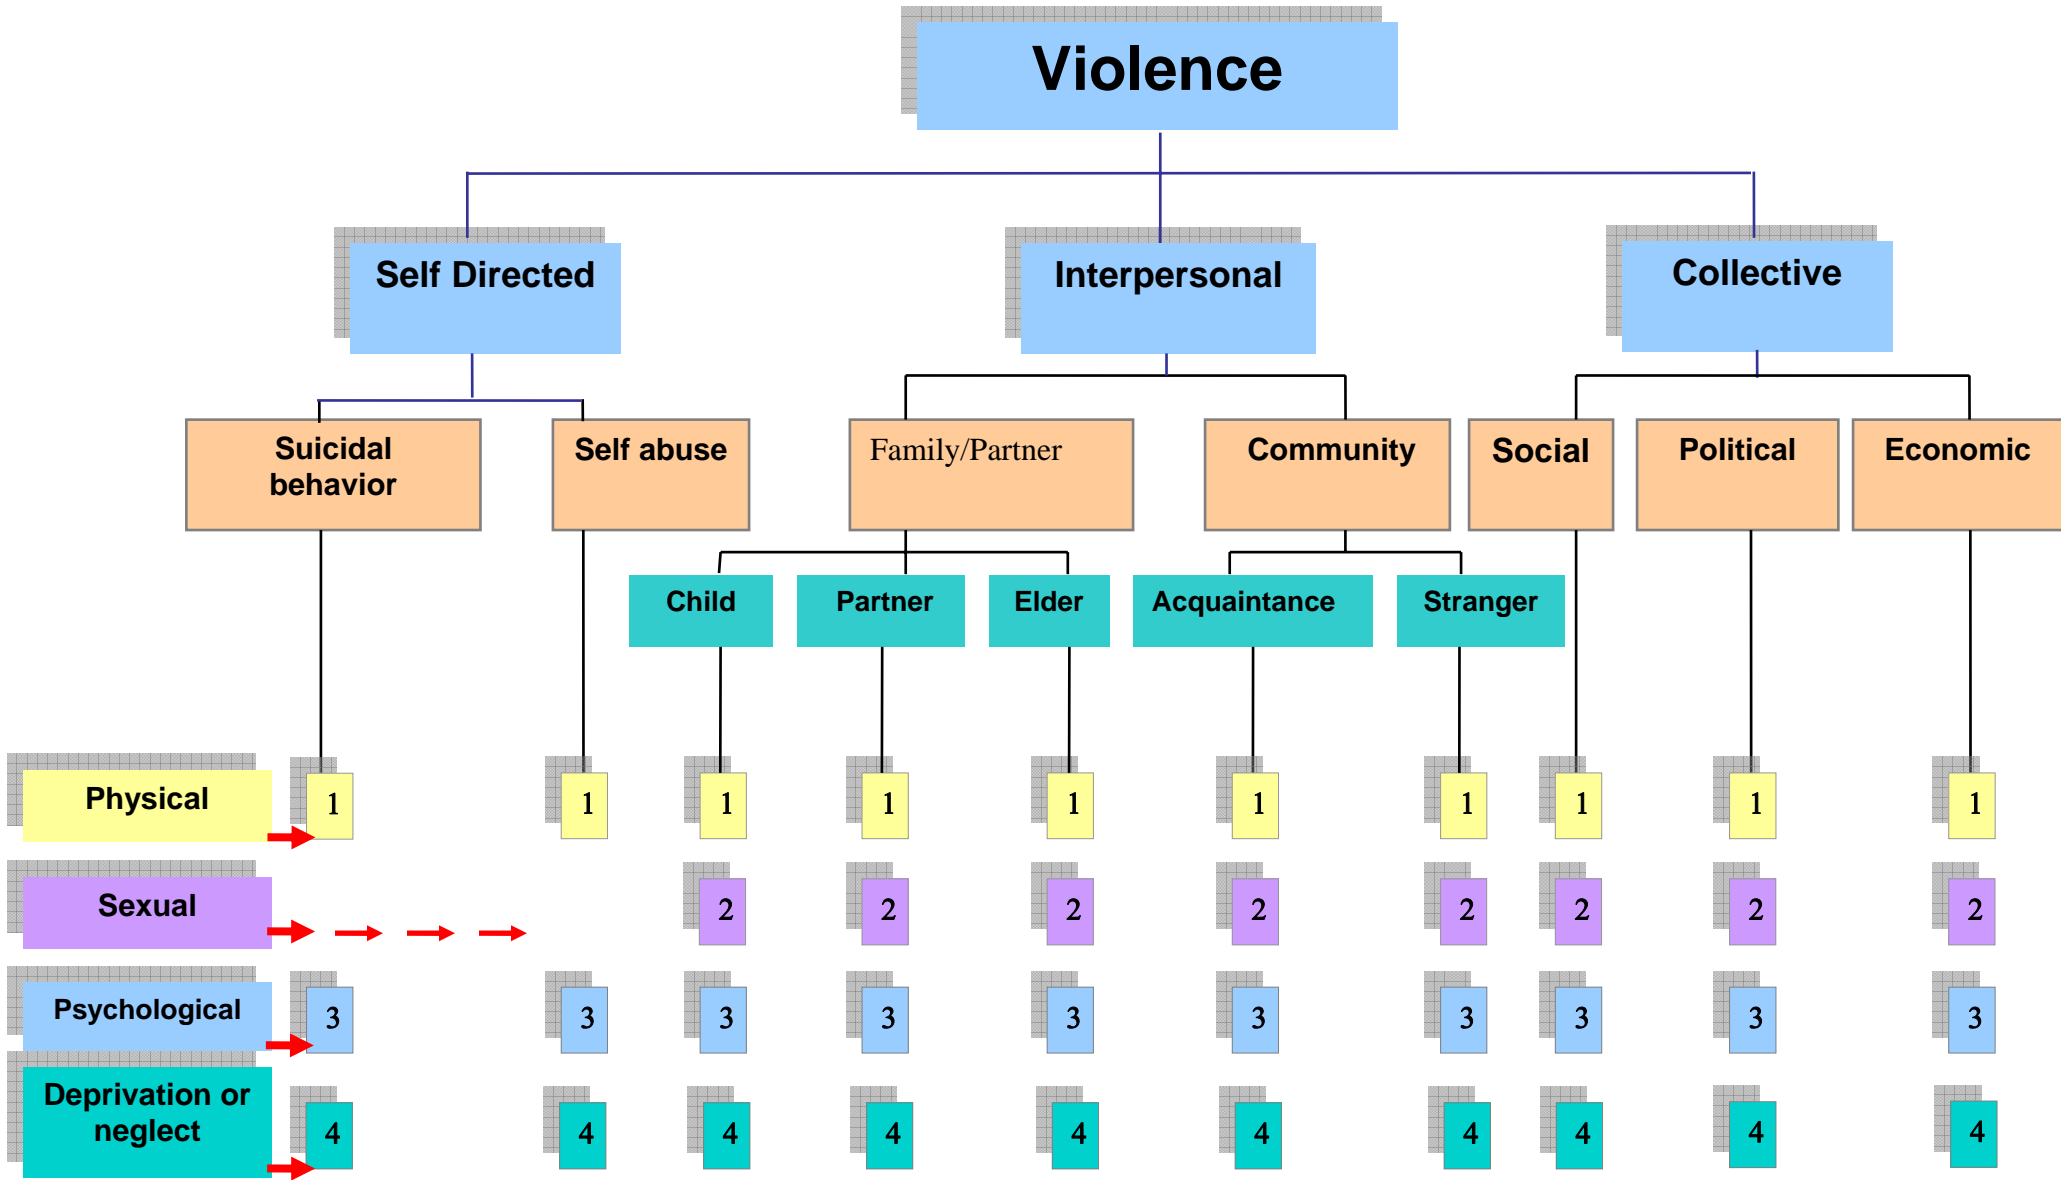 Violence
Self Directed
Interpersonal
Collective
Suicidal
behavior
Self abuse
Family/Partner
Community
Social
Political
Economic
Child
Partner
Elder
Acquaintance
Stranger
Physical
1 1 1 1 1 1 1 1 1 1
Sexual
2 2 2 2 2 2 2 2
Psychological
3 3 3 3 3 3 3 3 3 3
Deprivation or
neglect
4 4 4 4 4 4 4 4 4 4